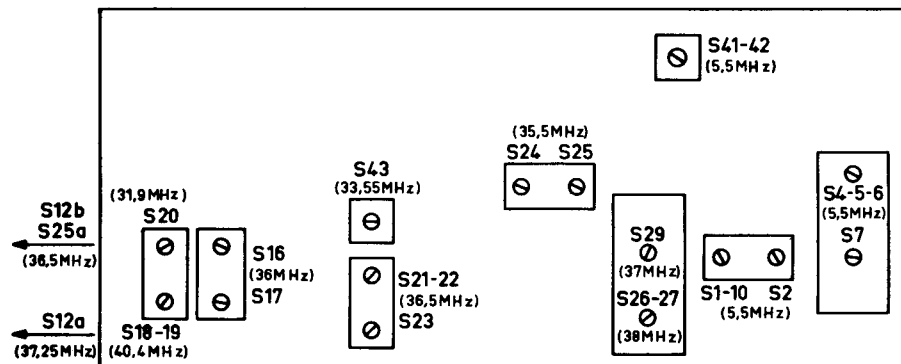 S41-42
(5,5MHz)
(35,5MHz)
S24 S25
S43
(33,55MHz)
S4-5-6
(5,5MHz)
S7
(31,9MHz)
S20
S12b
S25a
(36,5MHz)
S16
(36MHz)
S17
S21-22
(36,5MHz)
S23
S29
(37MHz)
S26-27
(38MHz)
S1-10 S2
(5,5MHz)
S12a
(37,25MHz)
S18-19
(40,4MHz)